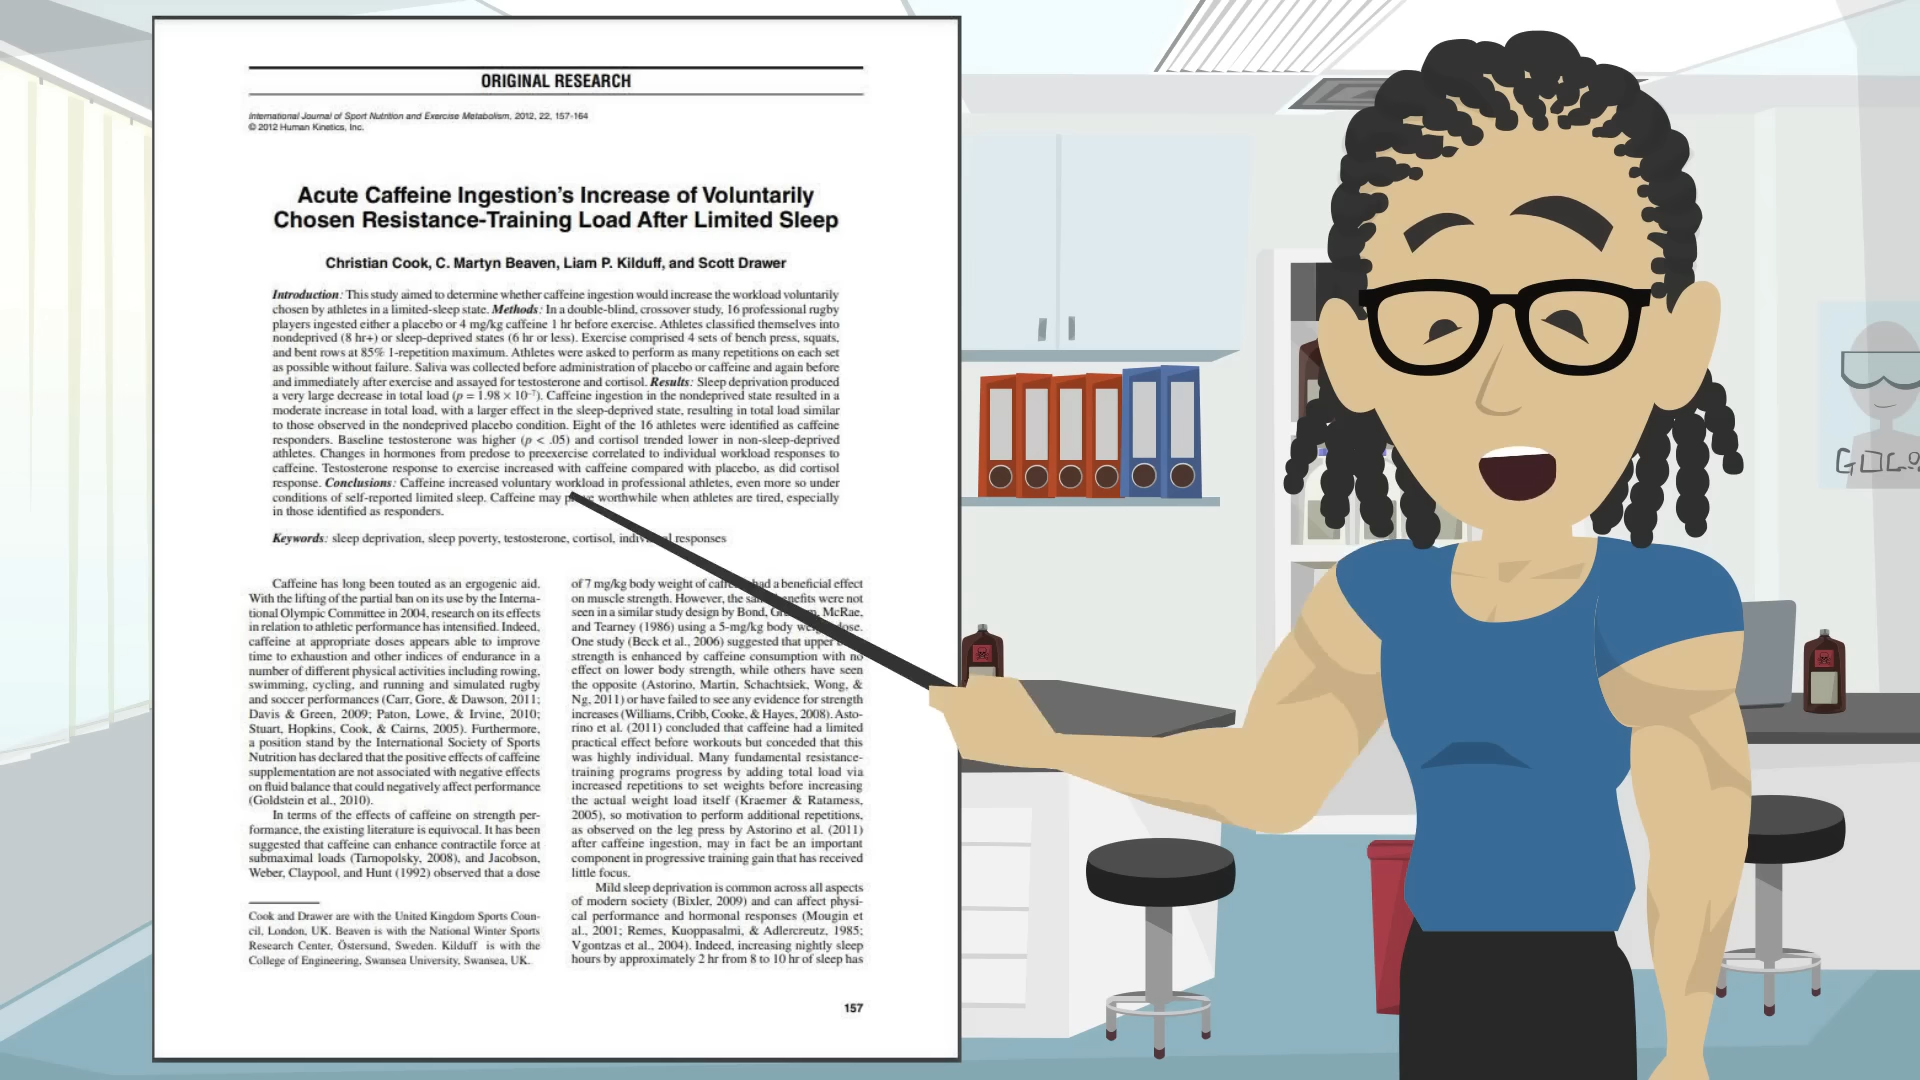 ORIGINAL RESEARCH
International Journal of Sport Nutrition and Exercise Metabolism, 2012, 22, 157-164
© 2012 Human Kinetics, Inc.
Acute Caffeine Ingestion’s Increase of Voluntarily
Chosen Resistance-Training Load After Limited Sleep
Christian Cook, C. Martyn Beaven, Liam P. Kilduff, and Scott Drawer
Introduction: This study aimed to determine whether caffeine ingestion would increase the workload voluntarily
chosen by athletes in a limited-sleep state. Methods: In a double-blind, crossover study, 16 professional rugby
players ingested either a placebo or 4 mg/kg caffeine 1 hr before exercise. Athletes classified themselves into
nondeprived (8 hr+) or sleep-deprived states (6 hr or less). Exercise comprised 4 sets of bench press, squats,
and bent rows at 85% 1-repetition maximum. Athletes were asked to perform as many repetitions on each set
as possible without failure. Saliva was collected before administration of placebo or caffeine and again before
and immediately after exercise and assayed for testosterone and cortisol. Results: Sleep deprivation produced
a very large decrease in total load (p = 1.98 × 10⁻⁷). Caffeine ingestion in the nondeprived state resulted in a
moderate increase in total load, with a larger effect in the sleep-deprived state, resulting in total load similar
to those observed in the nondeprived placebo condition. Eight of the 16 athletes were identified as caffeine
responders. Baseline testosterone was higher (p < .05) and cortisol trended lower in non-sleep-deprived
athletes. Changes in hormones from predose to preexercise correlated to individual workload responses to
caffeine. Testosterone response to exercise increased with caffeine compared with placebo, as did cortisol
response. Conclusions: Caffeine increased voluntary workload in professional athletes, even more so under
conditions of self-reported limited sleep. Caffeine may worthwhile when athletes are tired, especially
in those identified as responders.
Keywords: sleep deprivation, sleep poverty, testosterone, cortisol, responses
Caffeine has long been touted as an ergogenic aid.
With the lifting of the partial ban on its use by the Interna-
tional Olympic Committee in 2004, research on its effects
in relation to athletic performance has intensified. Indeed,
caffeine at appropriate doses appears able to improve
time to exhaustion and other indices of endurance in a
number of different physical activities including rowing,
swimming, cycling, and running and simulated rugby
and soccer performances (Carr, Gore, & Dawson, 2011;
Davis & Green, 2009; Paton, Lowe, & Irvine, 2010;
Stuart, Hopkins, Cook, & Cairns, 2005). Furthermore,
a position stand by the International Society of Sports
Nutrition has declared that the positive effects of caffeine
supplementation are not associated with negative effects
on fluid balance that could negatively affect performance
(Goldstein et al., 2010).
In terms of the effects of caffeine on strength per-
formance, the existing literature is equivocal. It has been
suggested that caffeine can enhance contractile force at
submaximal loads (Tarnopolsky, 2008), and Jacobson,
Weber, Claypool, and Hunt (1992) observed that a dose
Cook and Drawer are with the United Kingdom Sports Coun-
cil, London, UK. Beaven is with the National Winter Sports
Research Center, Östersund, Sweden. Kilduff is with the
College of Engineering, Swansea University, Swansea, UK.
of 7 mg/kg body weight of had a beneficial effect
on muscle strength. However, the benefits were not
seen in a similar study design by Bond, McRae,
and Tearney (1986) using a 5-mg/kg body dose.
One study (Beck et al., 2006) suggested that upper
strength is enhanced by caffeine consumption with no
effect on lower body strength, while others have seen
the opposite (Astorino, Martin, Schachtsiek, Wong, &
Ng, 2011) or have failed to see any evidence for strength
increases (Williams, Cribb, Cooke, & Hayes, 2008). Asto-
rino et al. (2011) concluded that caffeine had a limited
practical effect before workouts but conceded that this
was highly individual. Many fundamental resistance-
training programs progress by adding total load via
increased repetitions to set weights before increasing
the actual weight load itself (Kraemer & Ratamess,
2005), so motivation to perform additional repetitions,
as observed on the leg press by Astorino et al. (2011)
after caffeine ingestion, may in fact be an important
component in progressive training gain that has received
little focus.
Mild sleep deprivation is common across all aspects
of modern society (Bixler, 2009) and can affect physi-
cal performance and hormonal responses (Mougin et
al., 2001; Remes, Kuoppasalmi, & Adlercreutz, 1985;
Vgontzas et al., 2004). Indeed, increasing nightly sleep
hours by approximately 2 hr from 8 to 10 hr of sleep has
157